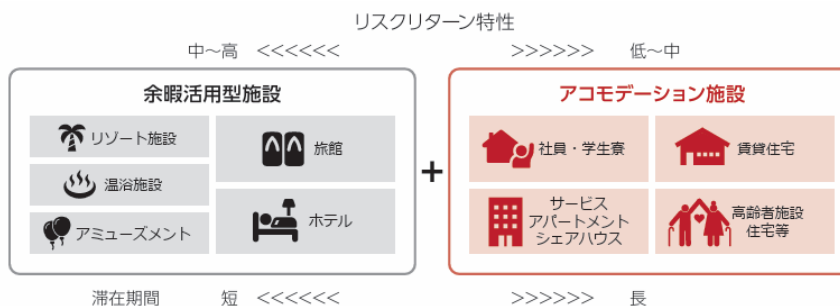 リスクリターン特性
中～高 <<<<<< >>>>>> 低～中
余暇活用型施設
リゾート施設
温浴施設
アミューズメント
旅館
ホテル
+
アコモデーション施設
社員・学生寮
賃貸住宅
サービス
アパートメント
シェアハウス
高齢者施設
住宅等
滞在期間 短 <<<<<< >>>>>> 長